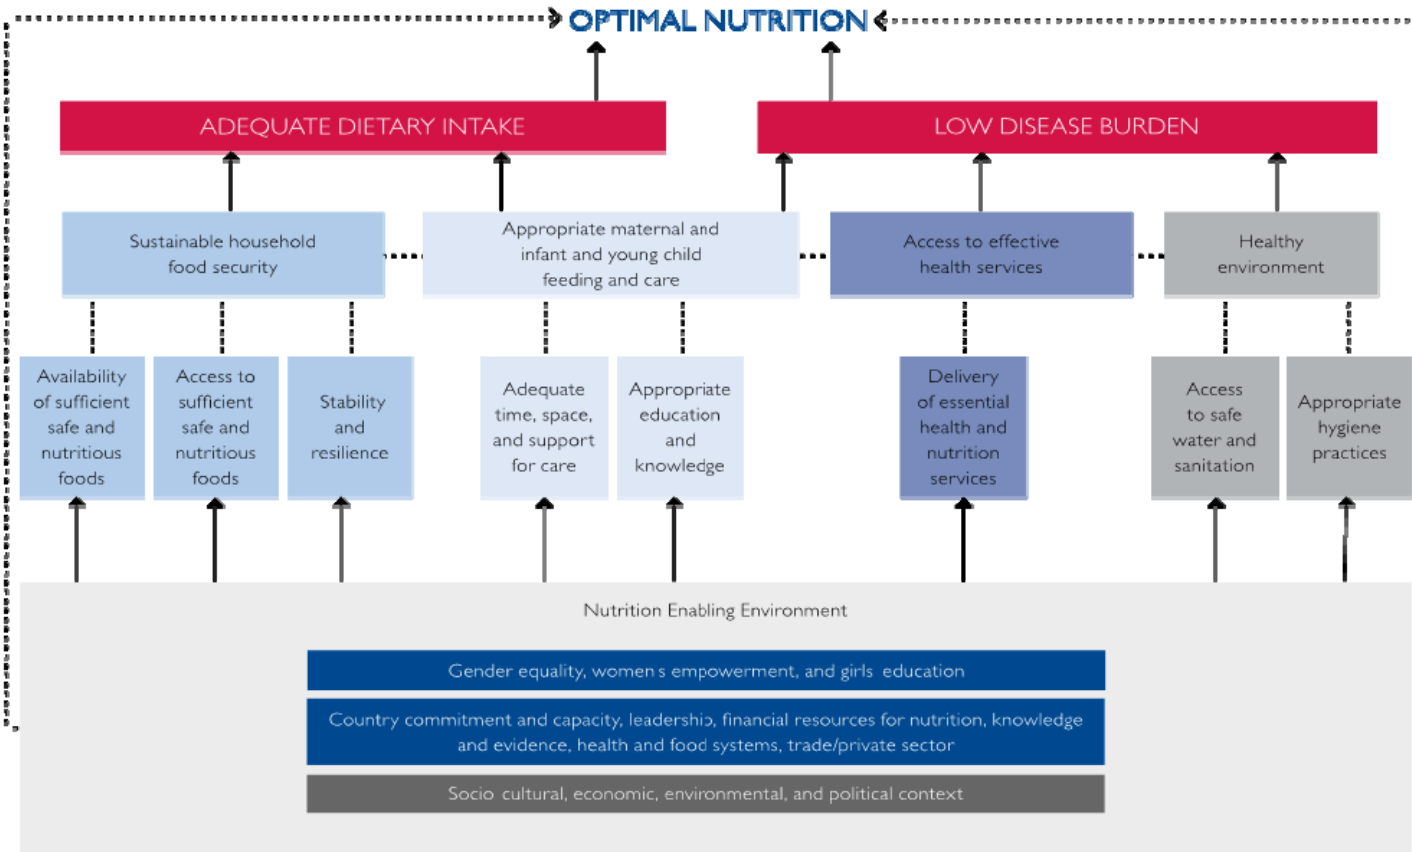 OPTIMAL NUTRITION
ADEQUATE DIETARY INTAKE
LOW DISEASE BURDEN
Sustainable household
food security
Appropriate maternal and
infant and young child
feeding and care
Access to effective
health services
Healthy
environment
Availability
of sufficient
safe and
nutritious
foods
Access to
sufficient
safe and
nutritious
foods
Stability
and
resilience
Adequate
time, space,
and support
for care
Appropriate
education
and
knowledge
Delivery
of essential
health and
nutrition
services
Access
to safe
water and
sanitation
Appropriate
hygiene
practices
Nutrition Enabling Environment
Gender equality, women s empowerment, and girls education
Country commitment and capacity, leadership, financial resources for nutrition, knowledge
and evidence, health and food systems, trade/private sector
Socio cultural, economic, environmental, and political context